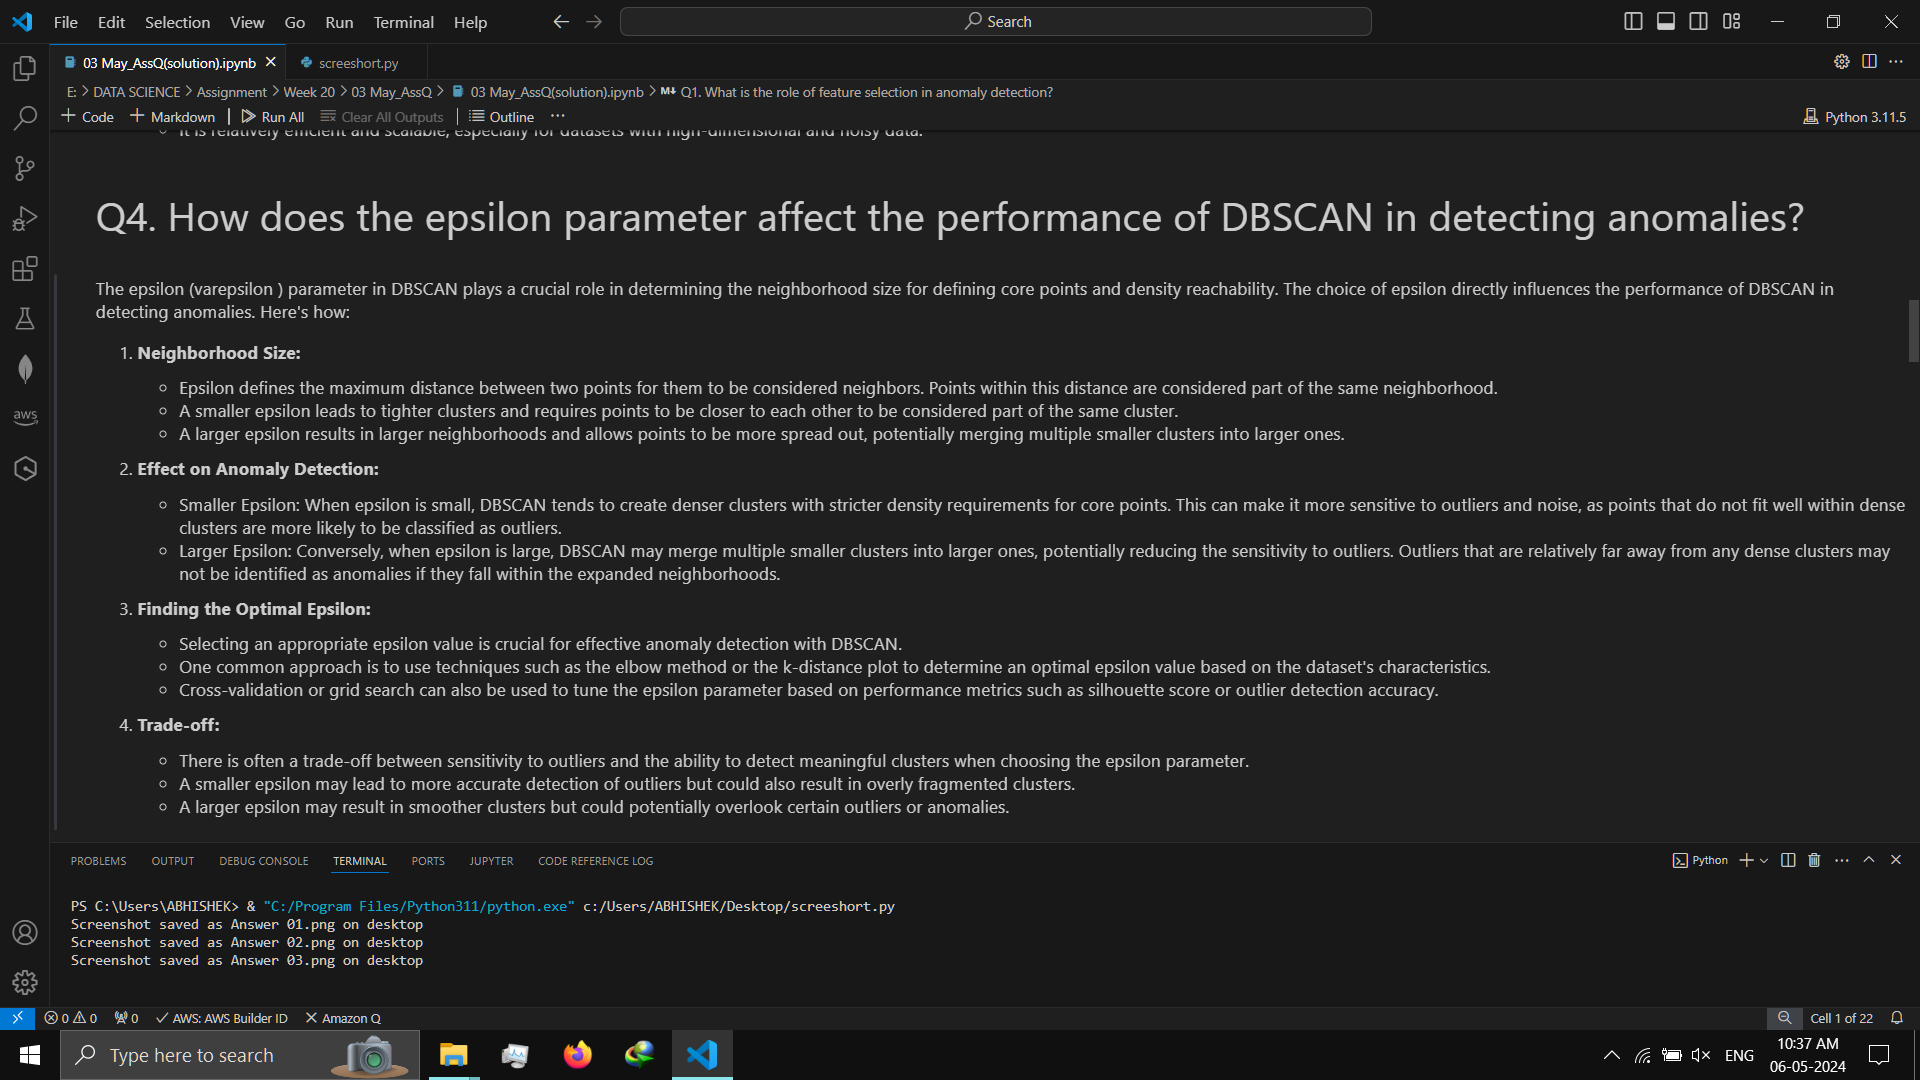 File Edit Selection View Go Run Terminal Help Search
03 May_AssQ(solution).ipynb screeshort.py
E: > DATA SCIENCE > Assignment > Week 20 > 03 May_AssQ > 03 May_AssQ(solution).ipynb > M↓ Q1. What is the role of feature selection in anomaly detection?
+ Code + Markdown | Run All Clear All Outputs | Outline ··· Python 3.11.5
It is relatively efficient and scalable, especially for datasets with high-dimensional and noisy data.
Q4. How does the epsilon parameter affect the performance of DBSCAN in detecting anomalies?
The epsilon (varepsilon ) parameter in DBSCAN plays a crucial role in determining the neighborhood size for defining core points and density reachability. The choice of epsilon directly influences the performance of DBSCAN in
detecting anomalies. Here's how:
1. Neighborhood Size:
Epsilon defines the maximum distance between two points for them to be considered neighbors. Points within this distance are considered part of the same neighborhood.
A smaller epsilon leads to tighter clusters and requires points to be closer to each other to be considered part of the same cluster.
A larger epsilon results in larger neighborhoods and allows points to be more spread out, potentially merging multiple smaller clusters into larger ones.
2. Effect on Anomaly Detection:
Smaller Epsilon: When epsilon is small, DBSCAN tends to create denser clusters with stricter density requirements for core points. This can make it more sensitive to outliers and noise, as points that do not fit well within dense
clusters are more likely to be classified as outliers.
Larger Epsilon: Conversely, when epsilon is large, DBSCAN may merge multiple smaller clusters into larger ones, potentially reducing the sensitivity to outliers. Outliers that are relatively far away from any dense clusters may
not be identified as anomalies if they fall within the expanded neighborhoods.
3. Finding the Optimal Epsilon:
Selecting an appropriate epsilon value is crucial for effective anomaly detection with DBSCAN.
One common approach is to use techniques such as the elbow method or the k-distance plot to determine an optimal epsilon value based on the dataset's characteristics.
Cross-validation or grid search can also be used to tune the epsilon parameter based on performance metrics such as silhouette score or outlier detection accuracy.
4. Trade-off:
There is often a trade-off between sensitivity to outliers and the ability to detect meaningful clusters when choosing the epsilon parameter.
A smaller epsilon may lead to more accurate detection of outliers but could also result in overly fragmented clusters.
A larger epsilon may result in smoother clusters but could potentially overlook certain outliers or anomalies.
aws
PROBLEMS OUTPUT DEBUG CONSOLE TERMINAL PORTS JUPYTER CODE REFERENCE LOG Python
PS C:\Users\ABHISHEK> & "C:/Program Files/Python311/python.exe" c:/Users/ABHISHEK/Desktop/screeshort.py
Screenshot saved as Answer 01.png on desktop
Screenshot saved as Answer 02.png on desktop
Screenshot saved as Answer 03.png on desktop
0 0 0 AWS: AWS Builder ID Amazon Q Cell 1 of 22
Type here to search ENG 10:37 AM
06-05-2024